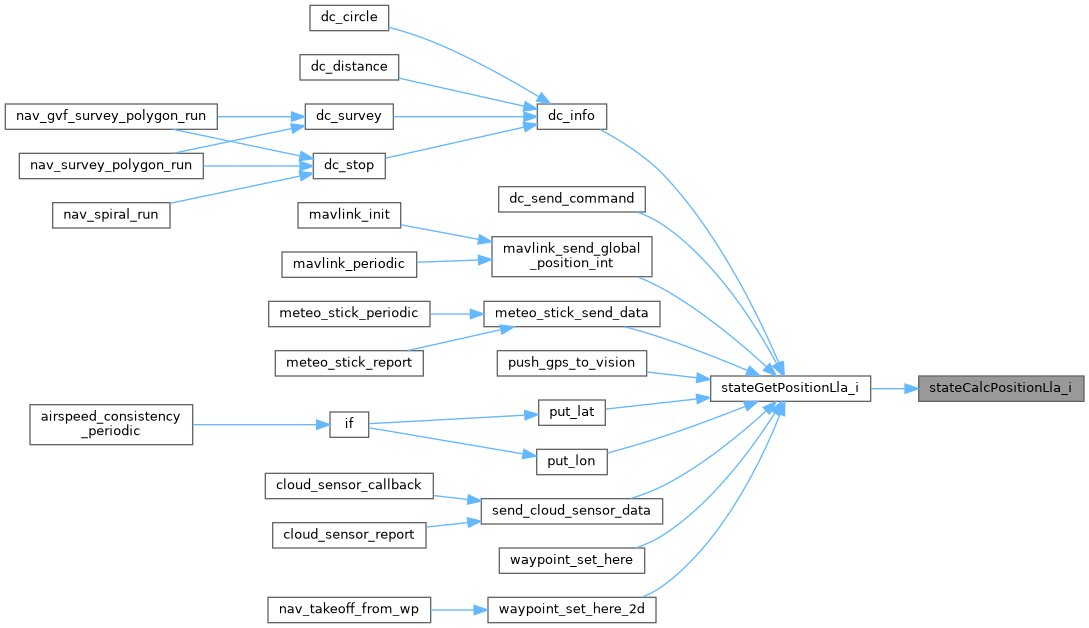 dc_circle
dc_distance
nav_gvf_survey_polygon_run
dc_survey
dc_info
nav_survey_polygon_run
dc_stop
nav_spiral_run
dc_send_command
mavlink_init
mavlink_send_global
_position_int
mavlink_periodic
meteo_stick_periodic
meteo_stick_send_data
meteo_stick_report
push_gps_to_vision
stateGetPositionLla_i
stateCalcPositionLla_i
airspeed_consistency
_periodic
if
put_lat
put_lon
cloud_sensor_callback
send_cloud_sensor_data
cloud_sensor_report
waypoint_set_here
nav_takeoff_from_wp
waypoint_set_here_2d